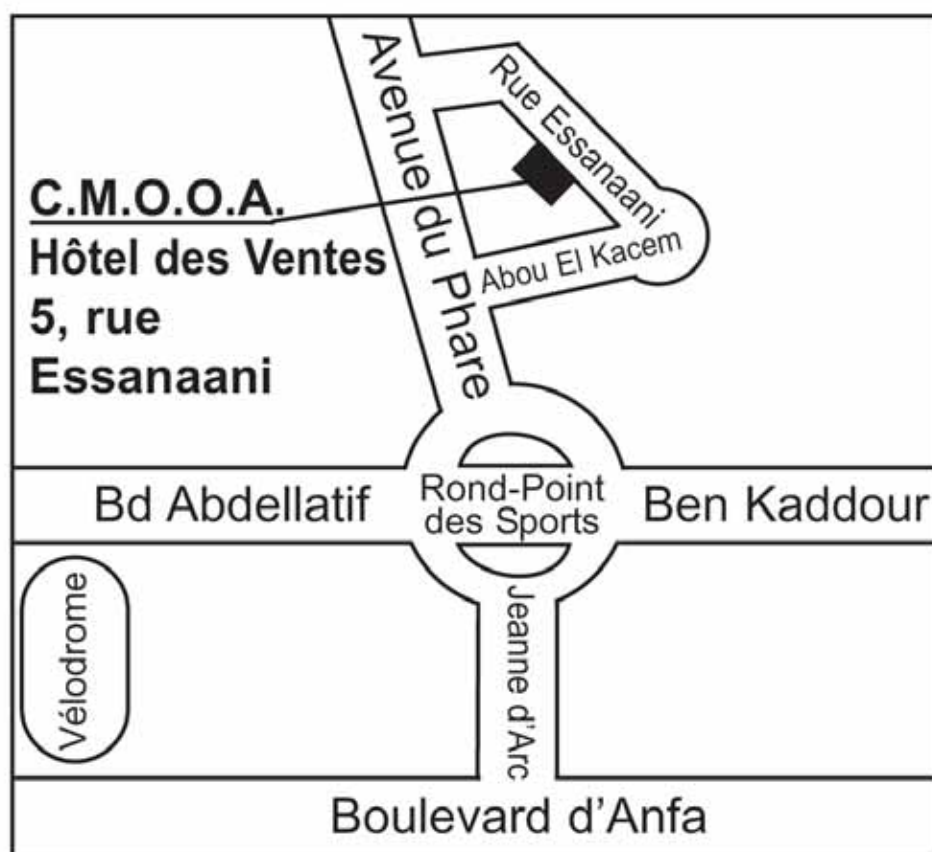 Avenue du Phare
Rue Essanaani
C.M.O.O.A.
Hôtel des Ventes
5, rue
Essanaani
Abou El Kacem
Bd Abdellatif
Rond-Point
des Sports
Ben Kaddour
Vélodrome
Jeanne d'Arc
Boulevard d'Anfa